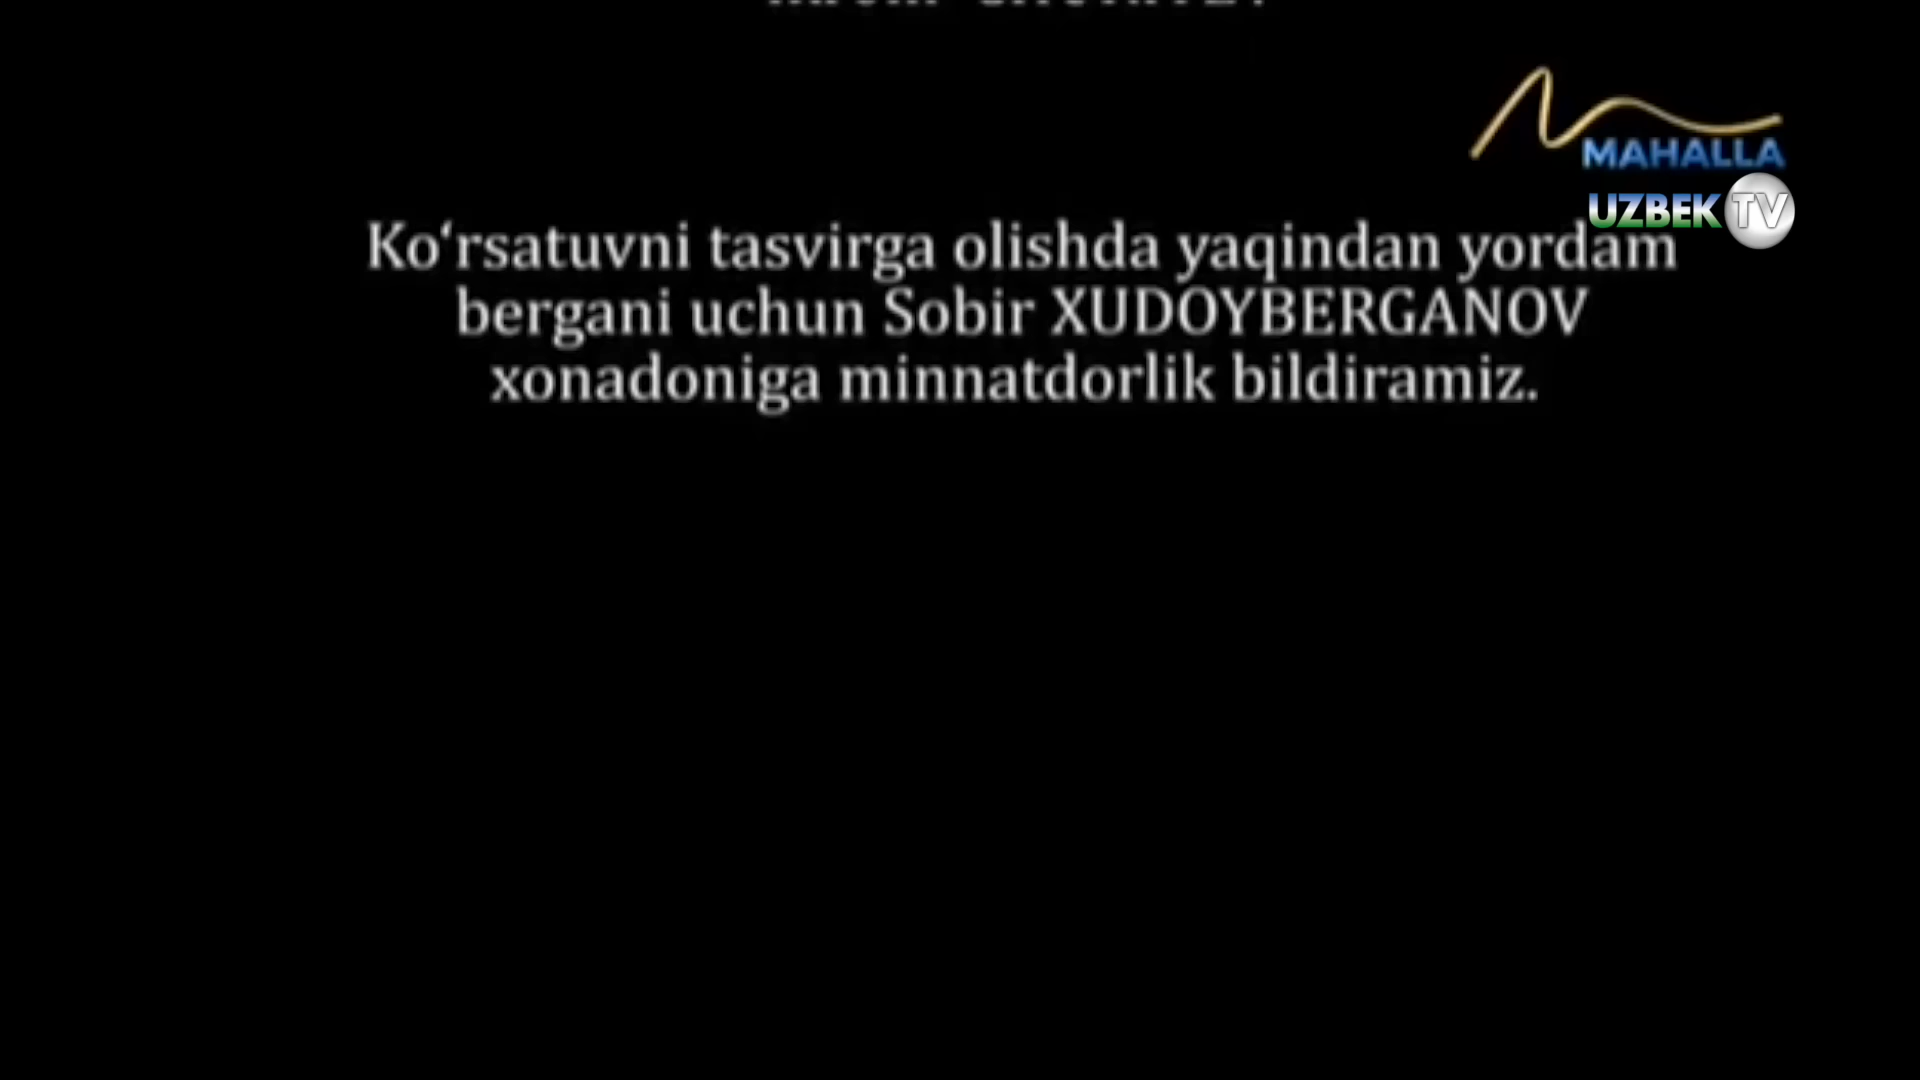 MAHALLA
UZBEK TV
Ko‘rsatuvni tasvirga olishda yaqindan yordam
bergani uchun Sobir XUDOYBERGANOV
xonadoniga minnatdorlik bildiramiz.